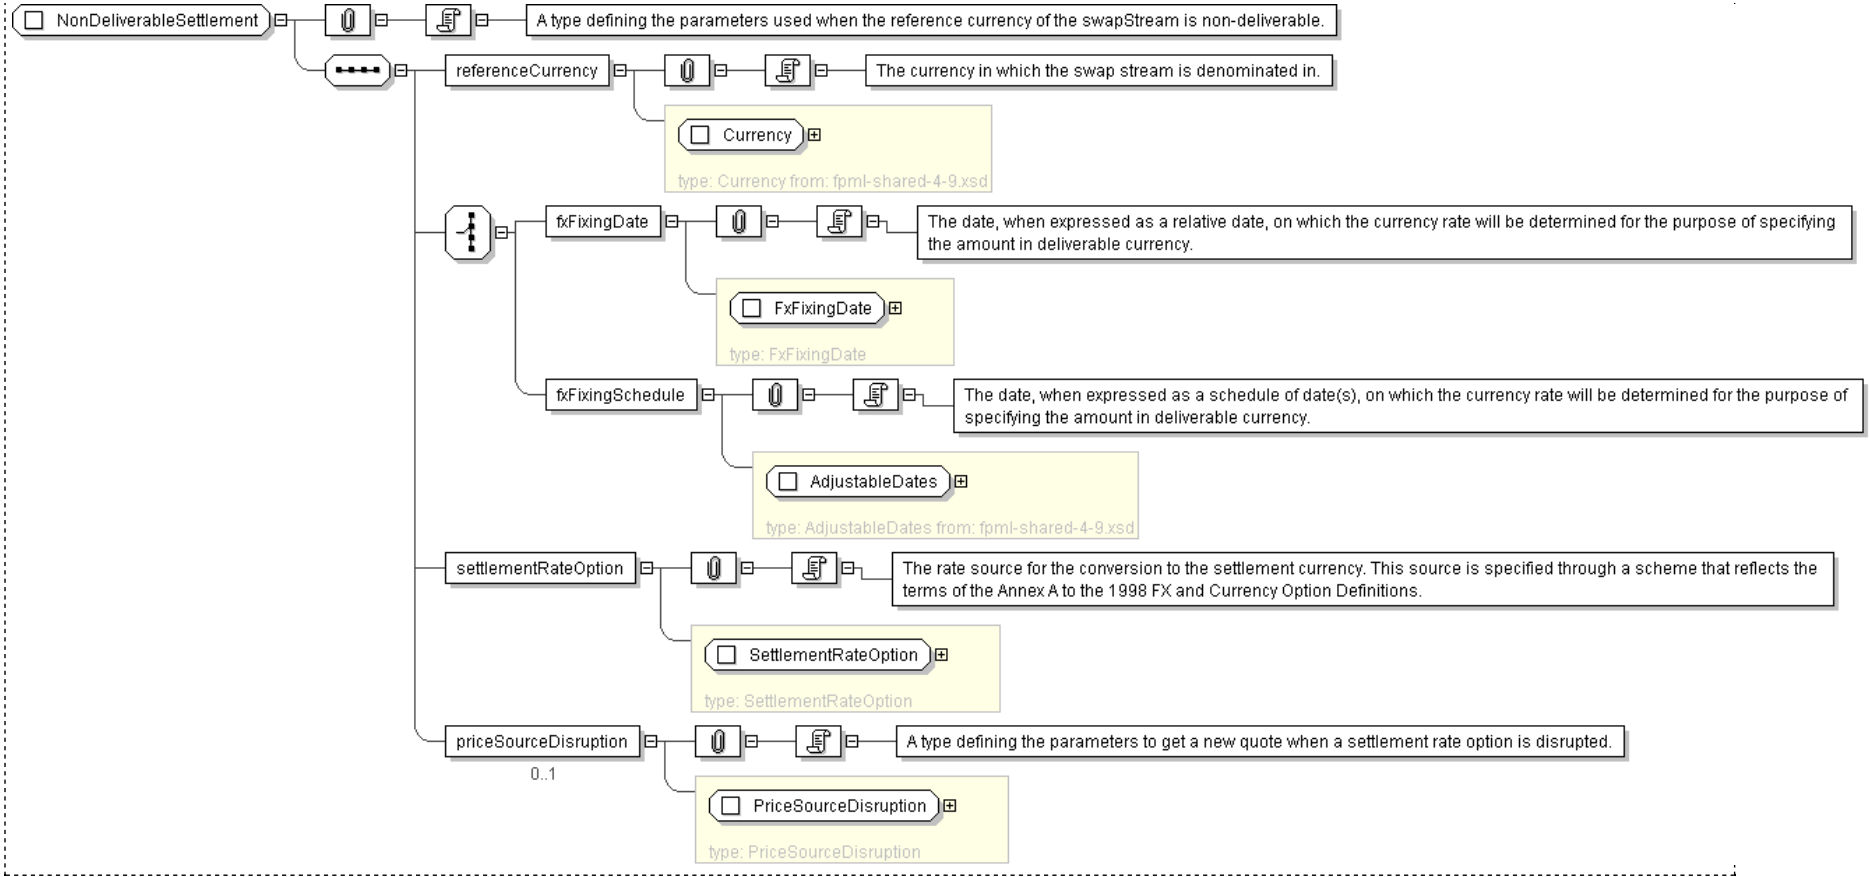 NonDeliverableSettlement
A type defining the parameters used when the reference currency of the swapStream is non-deliverable.
referenceCurrency
The currency in which the swap stream is denominated in.
Currency
type: Currency from: fpml-shared-4-9.xsd
fxFixingDate
The date, when expressed as a relative date, on which the currency rate will be determined for the purpose of specifying
the amount in deliverable currency.
FxFixingDate
type: FxFixingDate
fxFixingSchedule
The date, when expressed as a schedule of date(s), on which the currency rate will be determined for the purpose of
specifying the amount in deliverable currency.
AdjustableDates
type: AdjustableDates from: fpml-shared-4-9.xsd
settlementRateOption
The rate source for the conversion to the settlement currency. This source is specified through a scheme that reflects the
terms of the Annex A to the 1998 FX and Currency Option Definitions.
SettlementRateOption
type: SettlementRateOption
priceSourceDisruption
A type defining the parameters to get a new quote when a settlement rate option is disrupted.
0..1
PriceSourceDisruption
type: PriceSourceDisruption